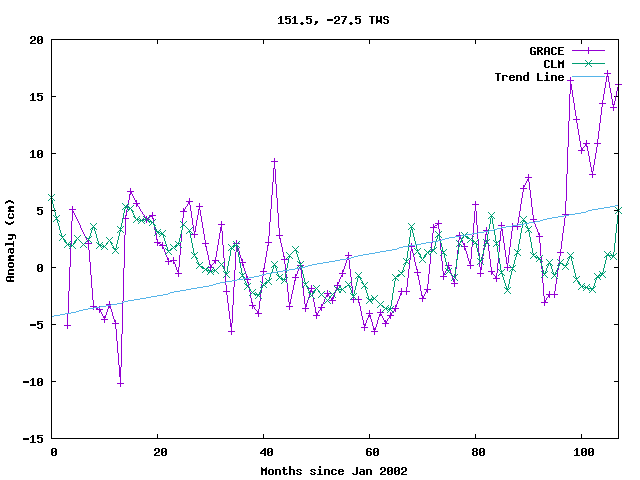 151.5, -27.5 TWS
GRACE
CLM
Trend Line
20
15
10
5
0
-5
-10
-15
Anomaly (cm)
0 20 40 60 80 100
Months since Jan 2002